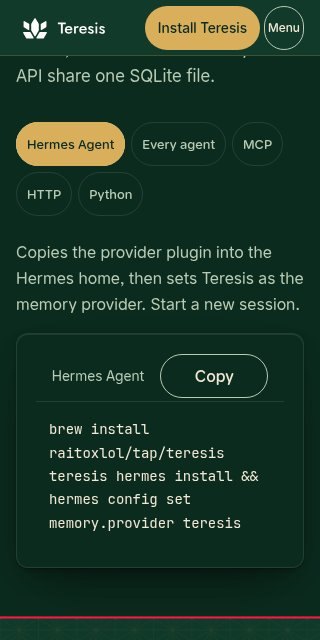 Teresis
Install Teresis
Menu
API share one SQLite file.
Hermes Agent
Every agent
MCP
HTTP
Python
Copies the provider plugin into the
Hermes home, then sets Teresis as the
memory provider. Start a new session.
Hermes Agent
Copy
brew install
raitoxlol/tap/teresis
teresis hermes install &&
hermes config set
memory.provider teresis